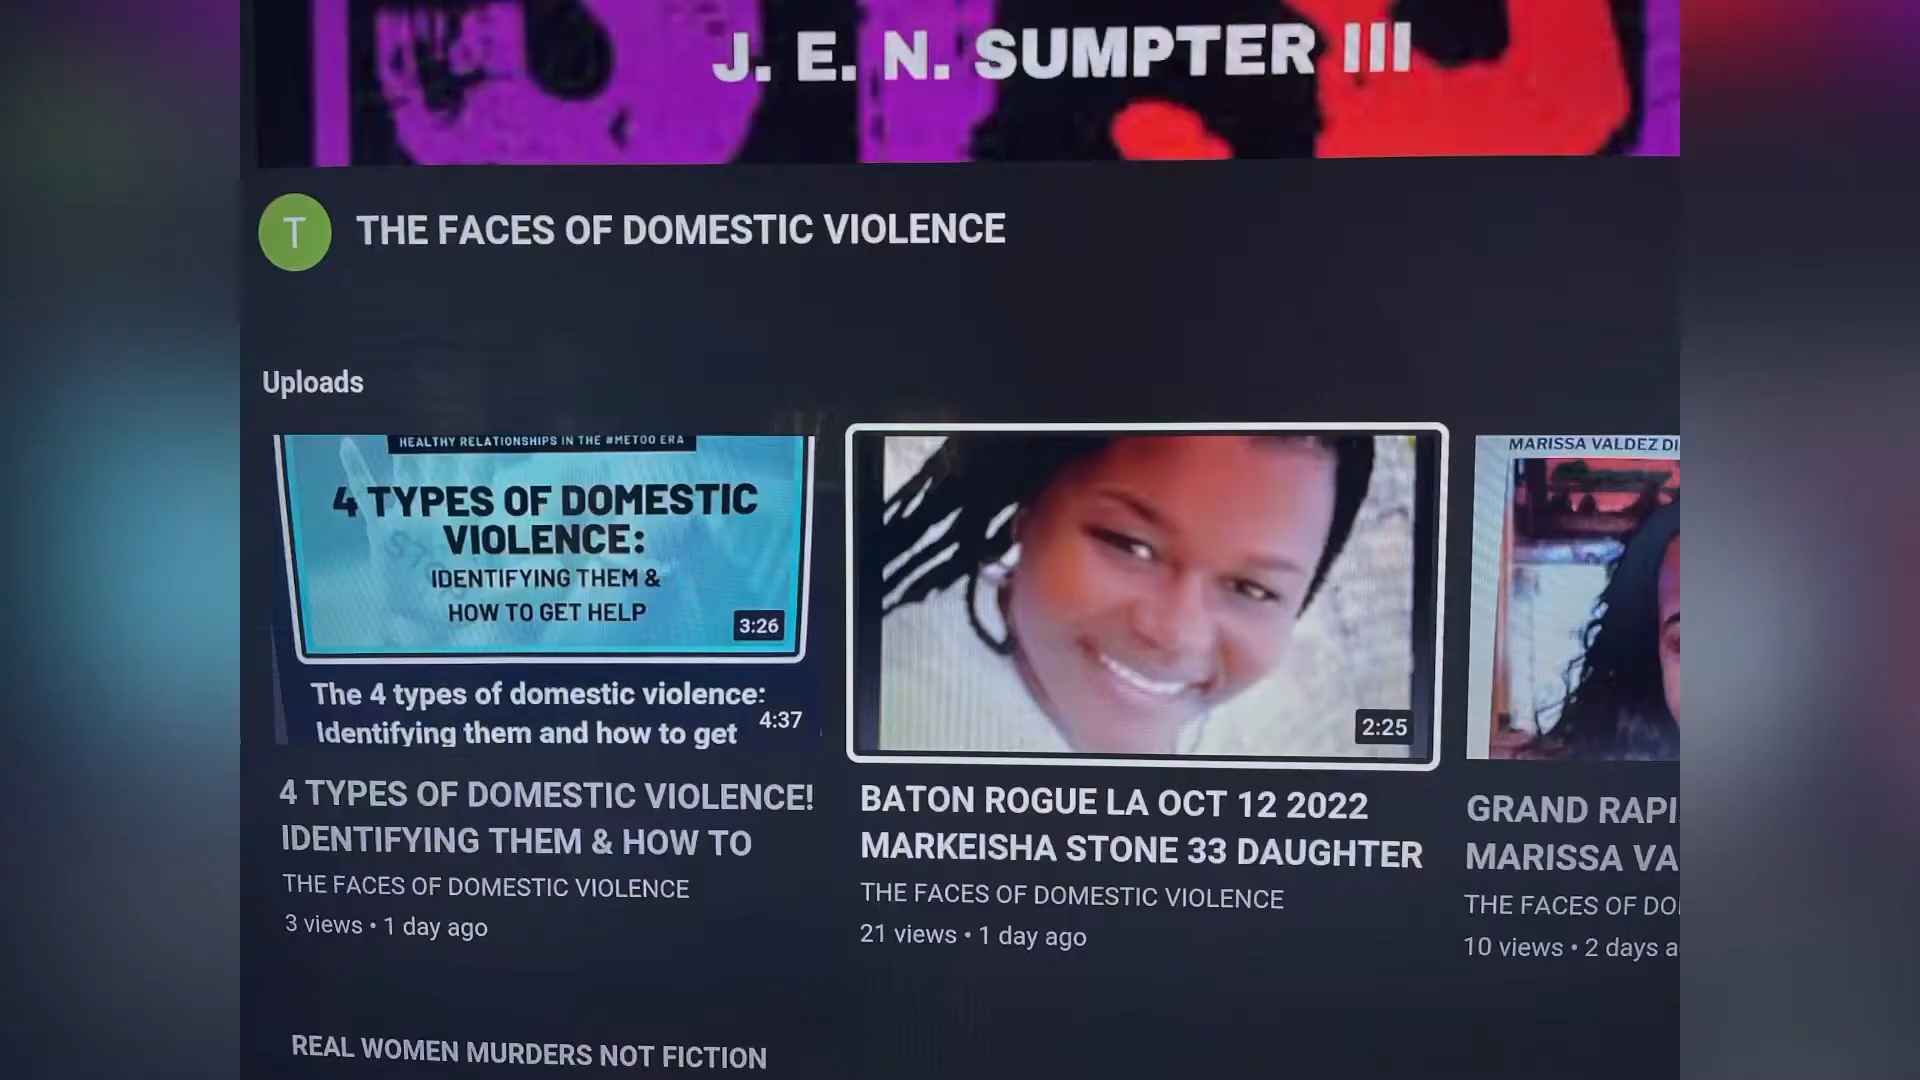 J. E. N. SUMPTER III
T
THE FACES OF DOMESTIC VIOLENCE
Uploads
HEALTHY RELATIONSHIPS IN THE #METOO ERA
4 TYPES OF DOMESTIC
VIOLENCE:
IDENTIFYING THEM &
HOW TO GET HELP
3:26
The 4 types of domestic violence:
Identifying them and how to get
4:37
4 TYPES OF DOMESTIC VIOLENCE!
IDENTIFYING THEM & HOW TO
THE FACES OF DOMESTIC VIOLENCE
3 views • 1 day ago
2:25
BATON ROGUE LA OCT 12 2022
MARKEISHA STONE 33 DAUGHTER
THE FACES OF DOMESTIC VIOLENCE
21 views • 1 day ago
MARISSA VALDEZ DI
GRAND RAPI
MARISSA VA
THE FACES OF DO
10 views • 2 days a
REAL WOMEN MURDERS NOT FICTION